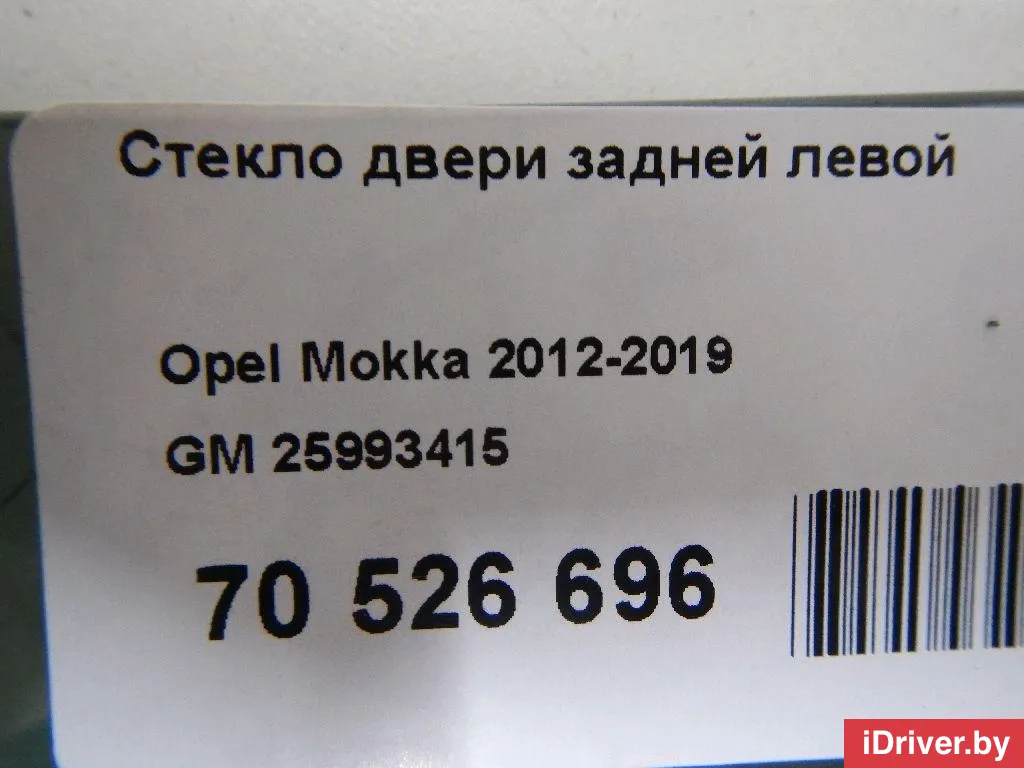 Стекло двери задней левой
Opel Mokka 2012-2019
GM 25993415
70 526 696
iDriver.by